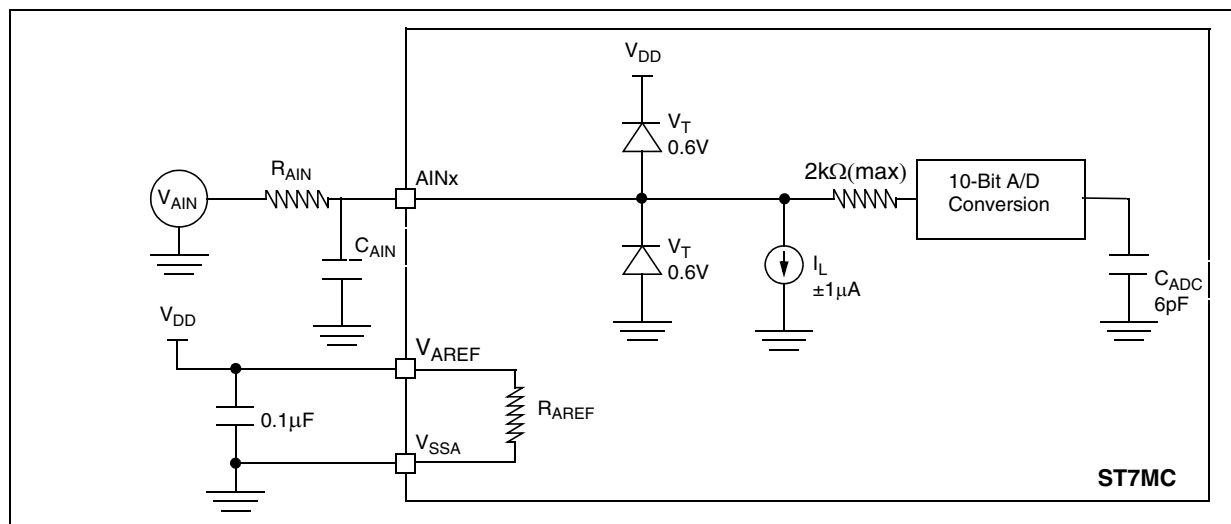 V_DD
V_T
0.6V
R_AIN
AINx
2kΩ(max)
10-Bit A/D
Conversion
V_AIN
C_AIN
V_T
0.6V
I_L
±1μA
C_ADC
6pF
V_DD
V_AREF
0.1μF
R_AREF
V_SSA
ST7MC